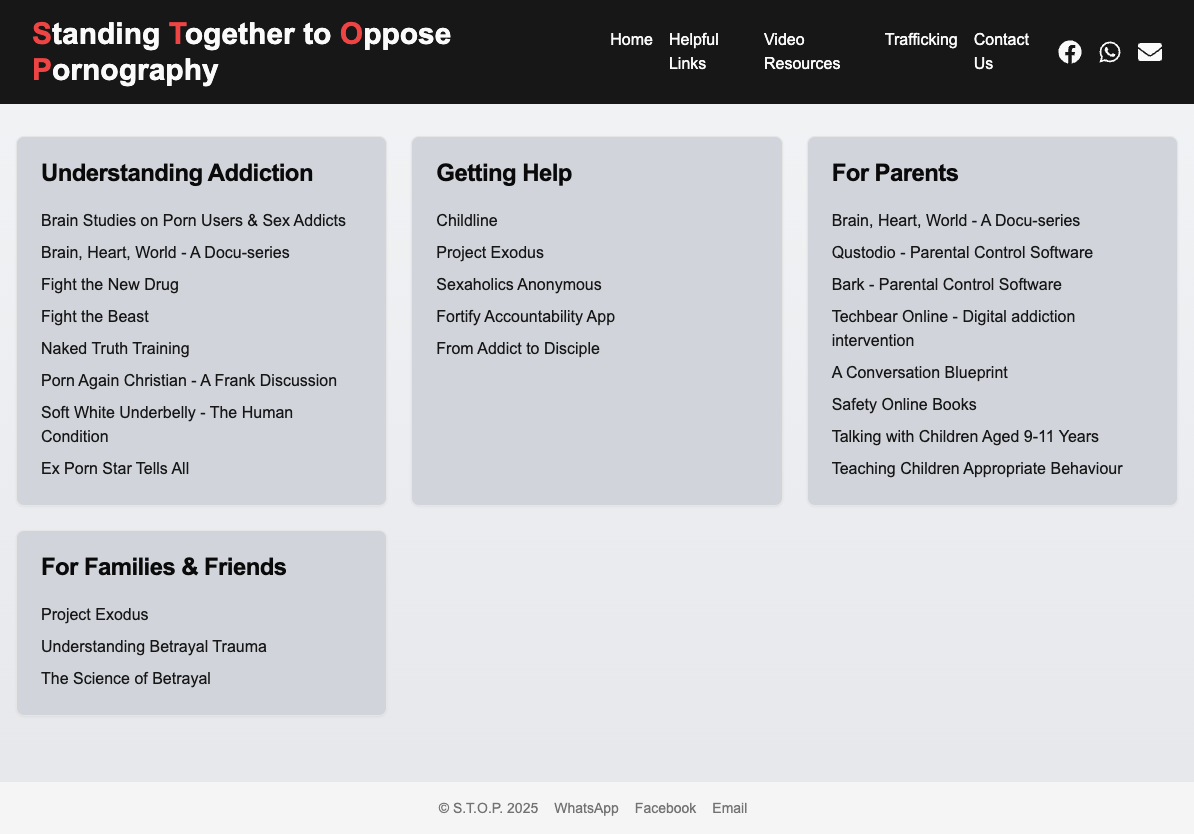 Standing Together to Oppose
Pornography
Home
Helpful
Links
Video
Resources
Trafficking
Contact
Us
Understanding Addiction
Brain Studies on Porn Users & Sex Addicts
Brain, Heart, World - A Docu-series
Fight the New Drug
Fight the Beast
Naked Truth Training
Porn Again Christian - A Frank Discussion
Soft White Underbelly - The Human
Condition
Ex Porn Star Tells All
Getting Help
Childline
Project Exodus
Sexaholics Anonymous
Fortify Accountability App
From Addict to Disciple
For Parents
Brain, Heart, World - A Docu-series
Qustodio - Parental Control Software
Bark - Parental Control Software
Techbear Online - Digital addiction
intervention
A Conversation Blueprint
Safety Online Books
Talking with Children Aged 9-11 Years
Teaching Children Appropriate Behaviour
For Families & Friends
Project Exodus
Understanding Betrayal Trauma
The Science of Betrayal
© S.T.O.P. 2025 WhatsApp Facebook Email